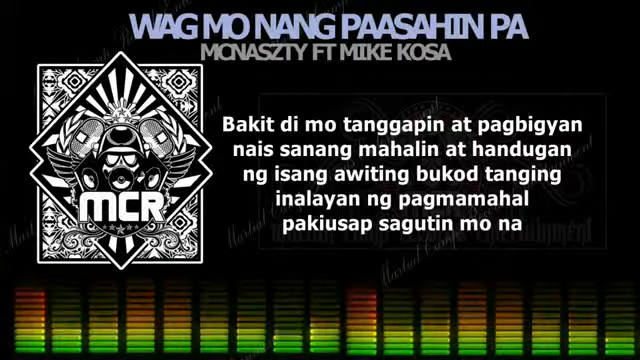 WAG MO NANG PAASAHIN PA
MCNASZTY FT MIKE KOSA
Bakit di mo tanggapin at pagbigyan
nais sanang mahalin at handugan
ng isang awiting bukod tanging
inalayan ng pagmamahal
pakiusap sagutin mo na
MCR